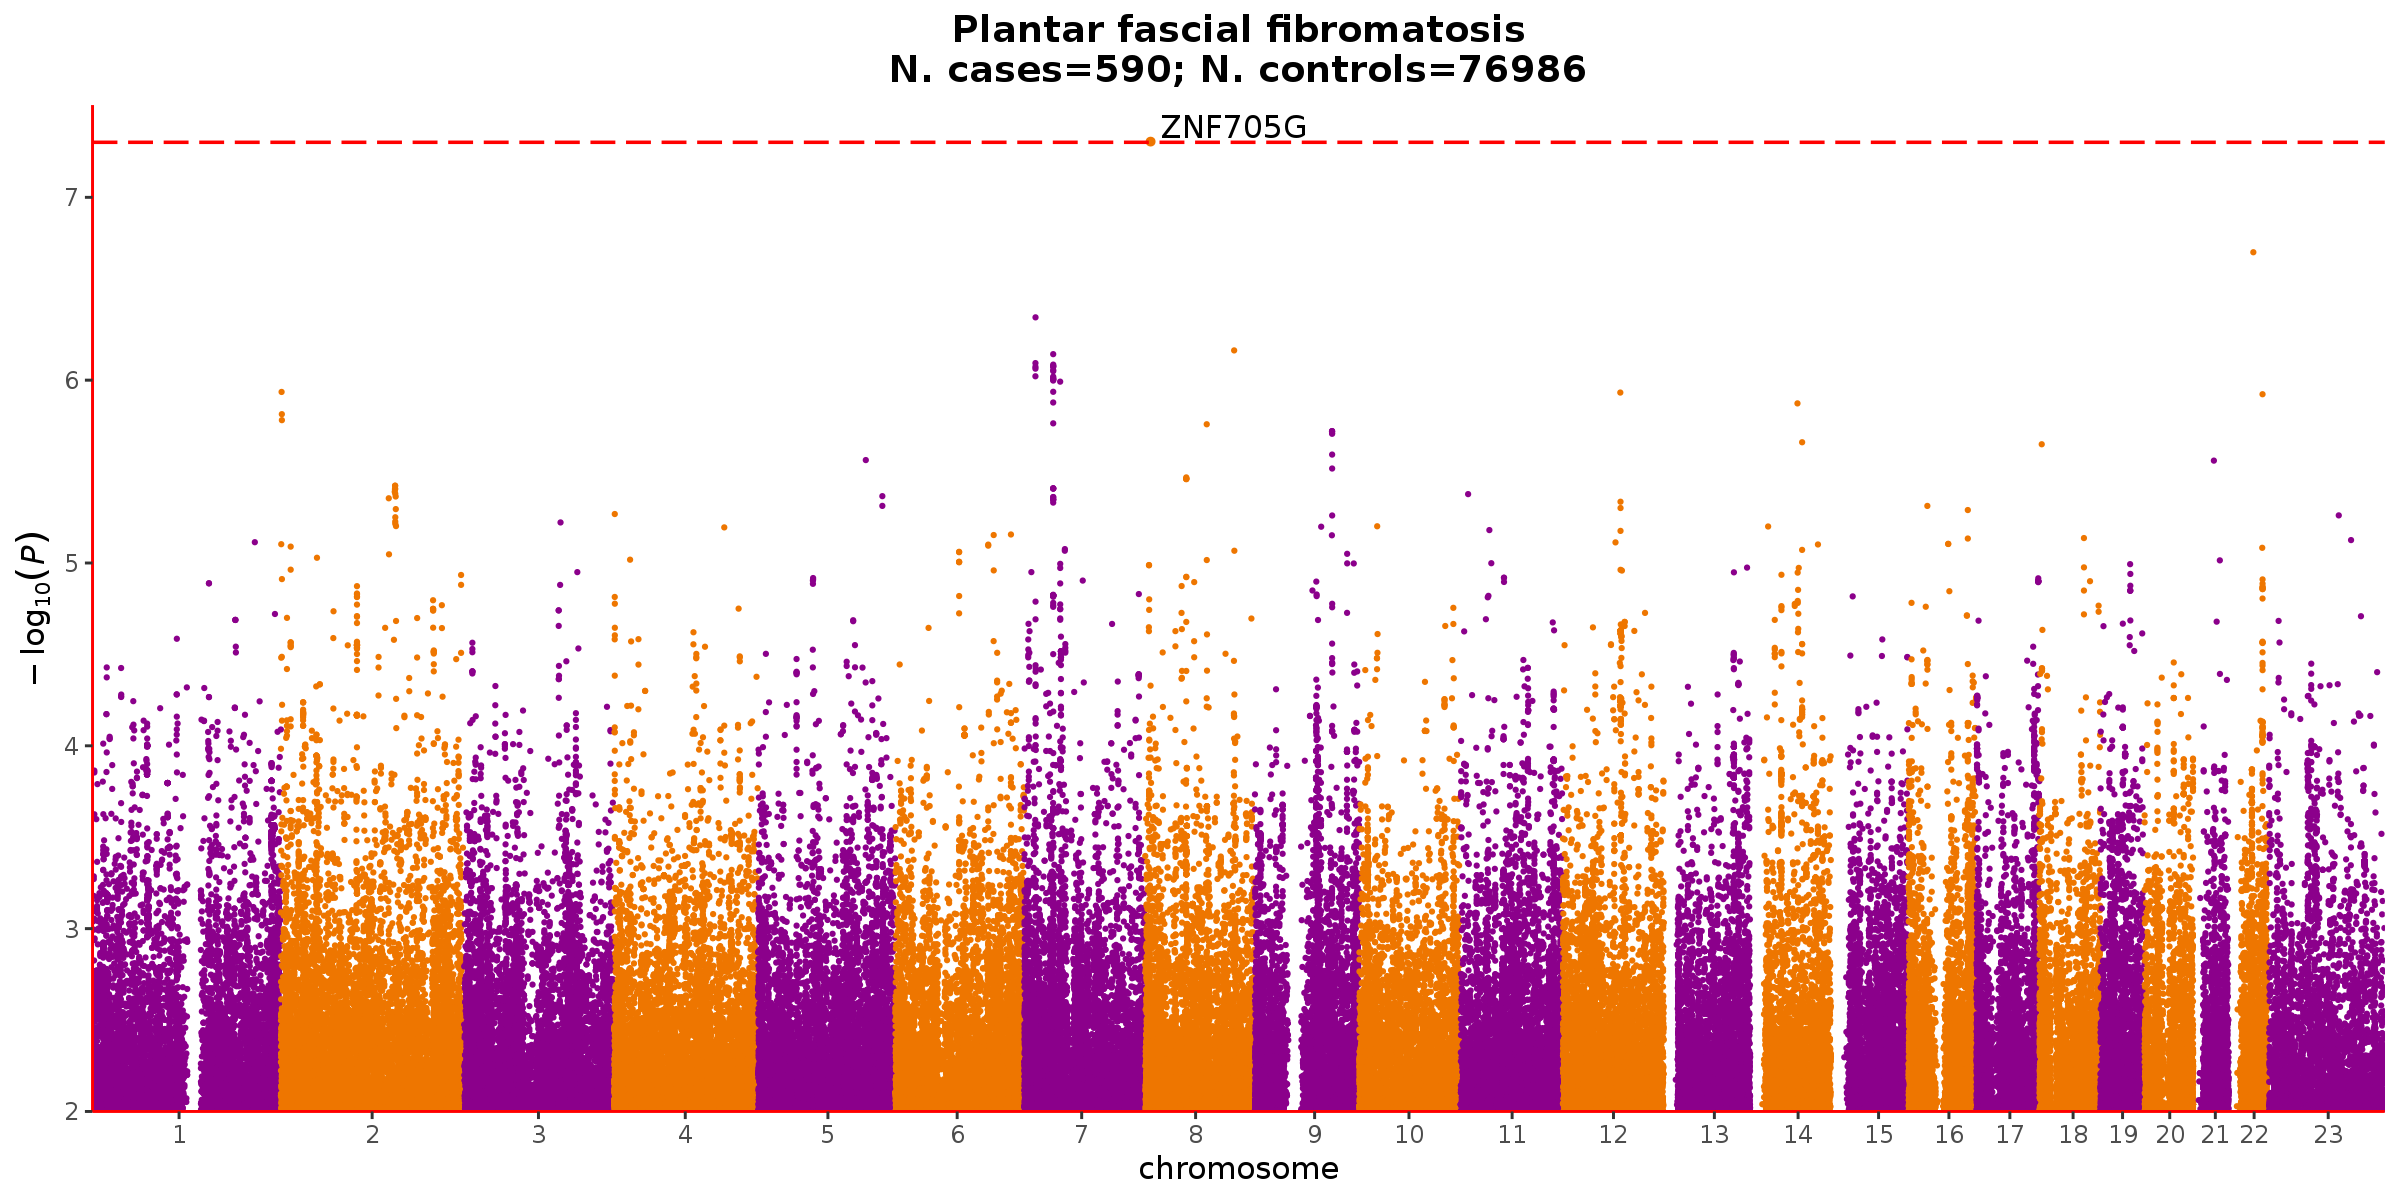 Plantar fascial fibromatosis
N. cases=590; N. controls=76986
ZNF705G
7
6
5
4
3
2
−log₁₀(P)
1 2 3 4 5 6 7 8 9 10 11 12 13 14 15 16 17 18 19 20 21 22 23
chromosome